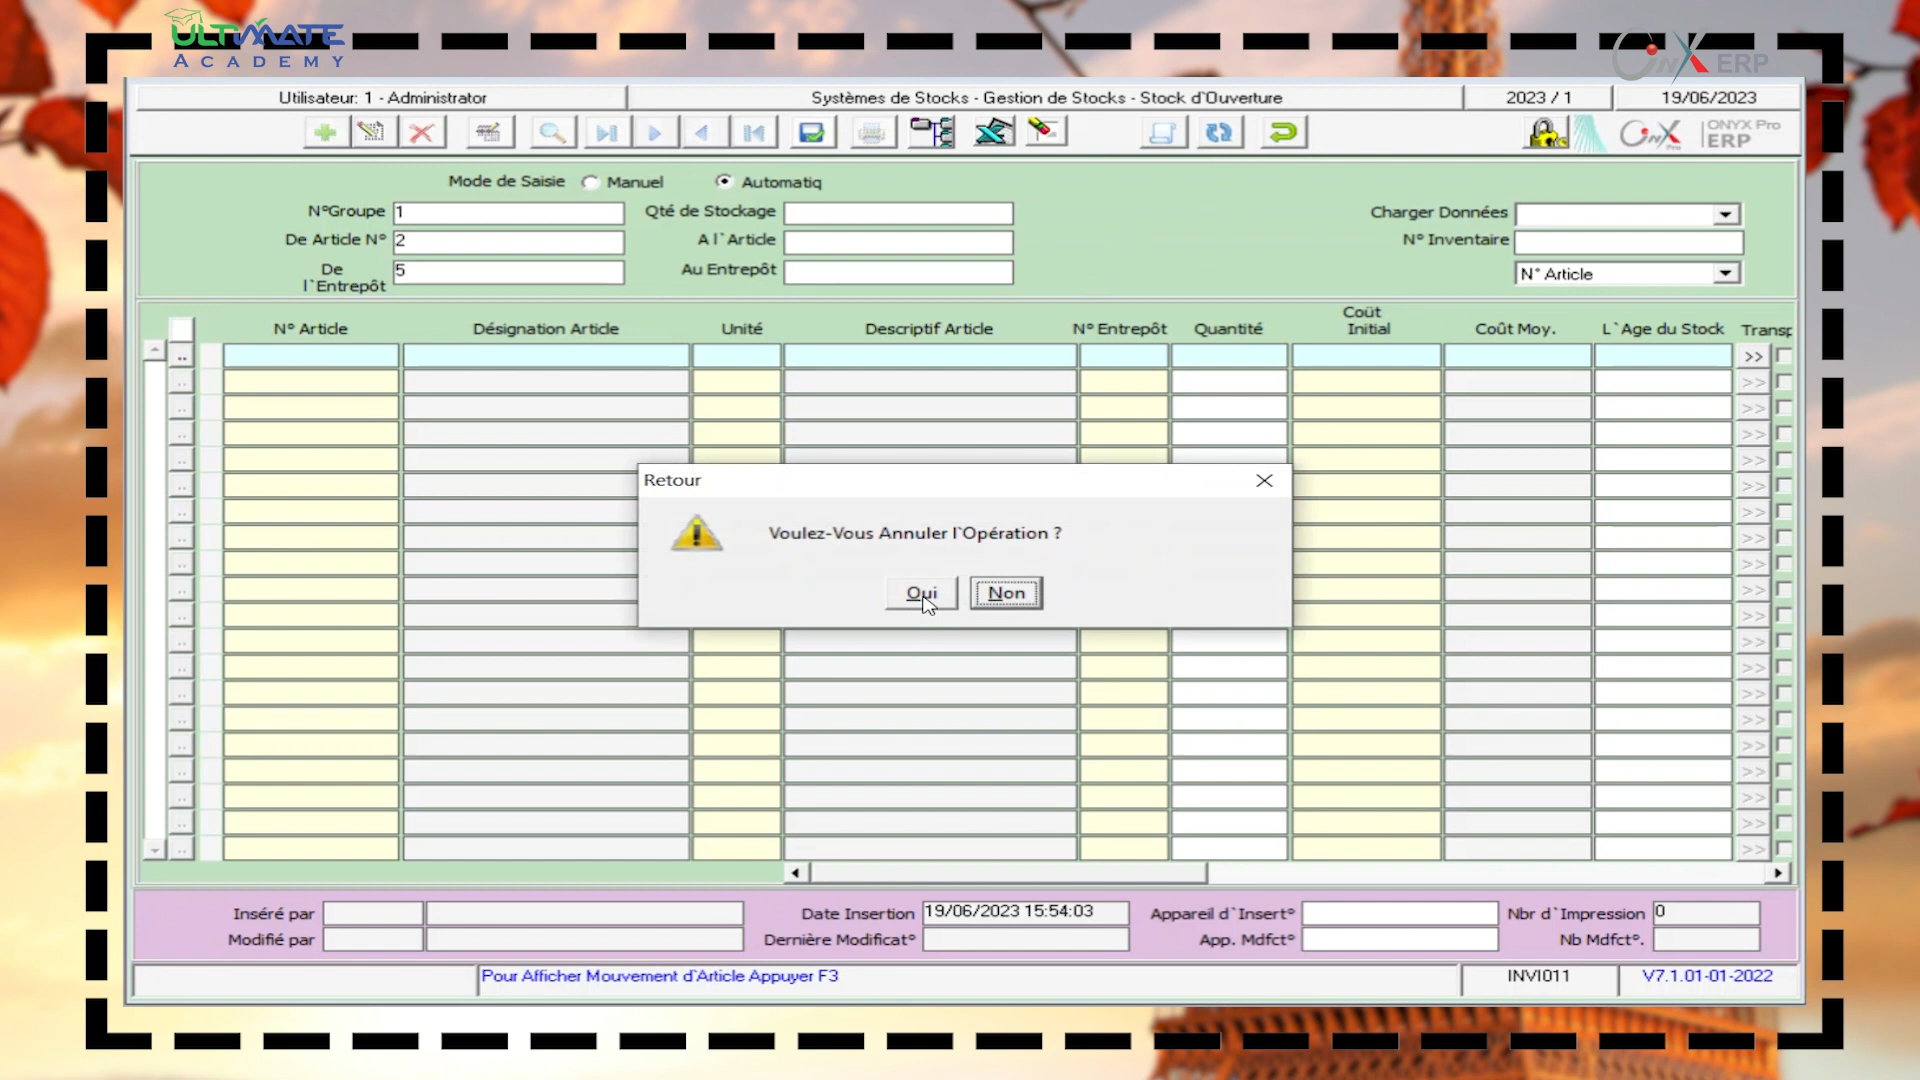 ULTIMATE
ACADEMY
ONX ERP
Utilisateur: 1 - Administrator
Systèmes de Stocks - Gestion de Stocks - Stock d`Ouverture
2023 / 1
19/06/2023
ONX Pro
ONYX Pro
ERP
Mode de Saisie
Manuel
Automatiq
N°Groupe
1
Qté de Stockage
Charger Données
De Article N°
2
A l`Article
N° Inventaire
De
l`Entrepôt
5
Au Entrepôt
N° Article
N° Article
Désignation Article
Unité
Descriptif Article
N° Entrepôt
Quantité
Coût
Initial
Coût Moy.
L`Age du Stock
Transp
Retour
Voulez-Vous Annuler l`Opération ?
Oui
Non
Inséré par
Date Insertion
19/06/2023 15:54:03
Appareil d`Insert°
Nbr d`Impression
0
Modifié par
Dernière Modificat°
App. Mdfct°
Nb Mdfct°.
Pour Afficher Mouvement d`Article Appuyer F3
INVI011
V7.1.01-01-2022